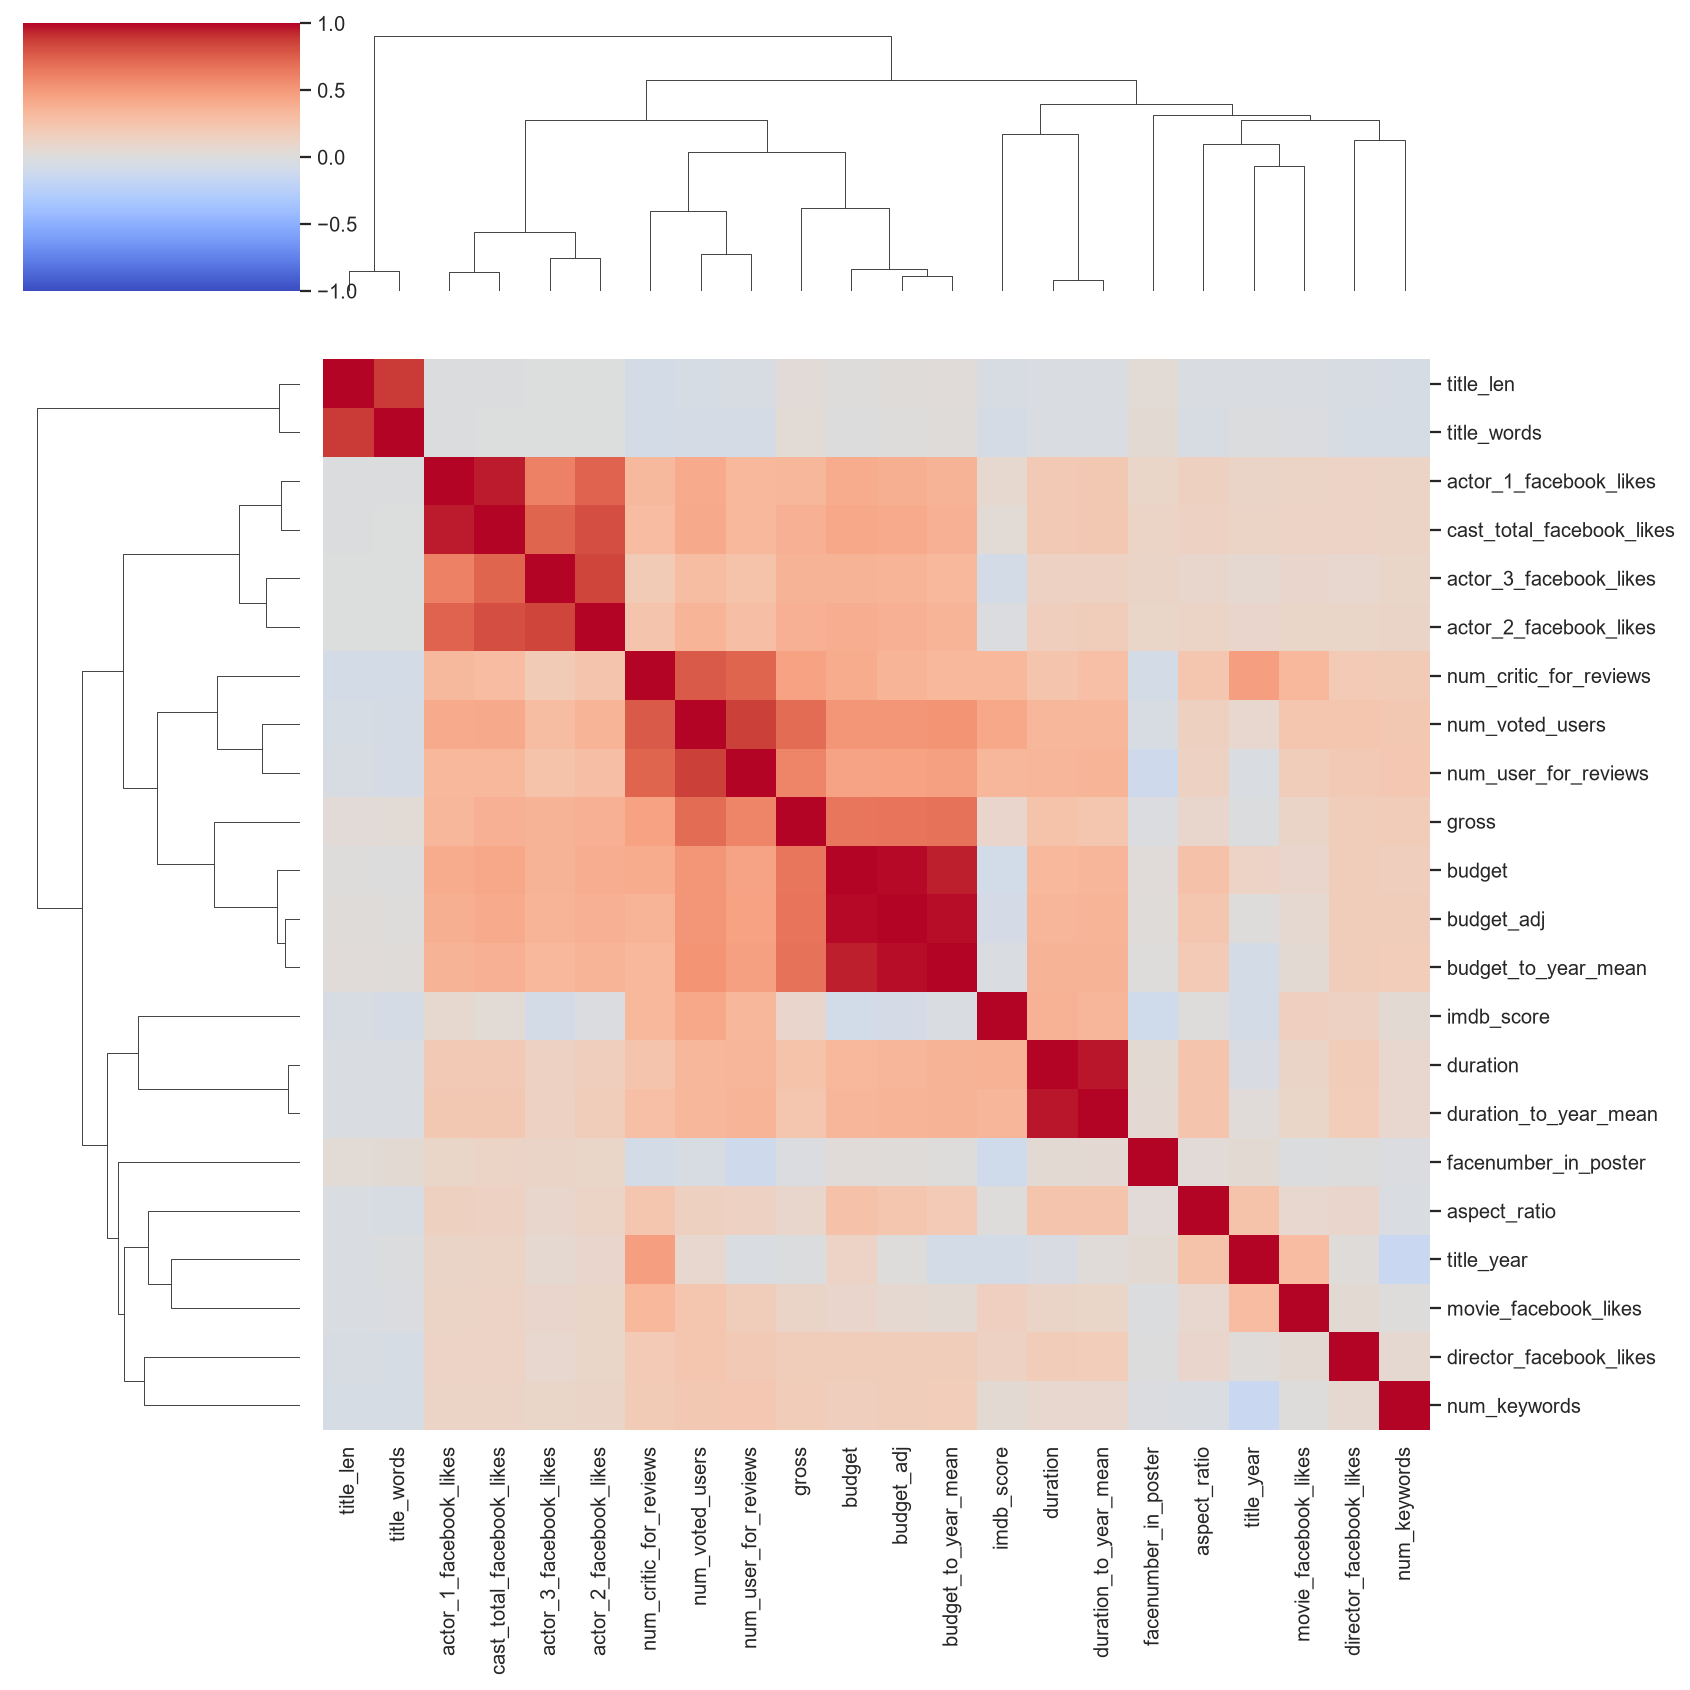 1.0
0.5
0.0
−0.5
−1.0
title_len
title_words
actor_1_facebook_likes
cast_total_facebook_likes
actor_3_facebook_likes
actor_2_facebook_likes
num_critic_for_reviews
num_voted_users
num_user_for_reviews
gross
budget
budget_adj
budget_to_year_mean
imdb_score
duration
duration_to_year_mean
facenumber_in_poster
aspect_ratio
title_year
movie_facebook_likes
director_facebook_likes
num_keywords
title_len
title_words
actor_1_facebook_likes
cast_total_facebook_likes
actor_3_facebook_likes
actor_2_facebook_likes
num_critic_for_reviews
num_voted_users
num_user_for_reviews
gross
budget
budget_adj
budget_to_year_mean
imdb_score
duration
duration_to_year_mean
facenumber_in_poster
aspect_ratio
title_year
movie_facebook_likes
director_facebook_likes
num_keywords